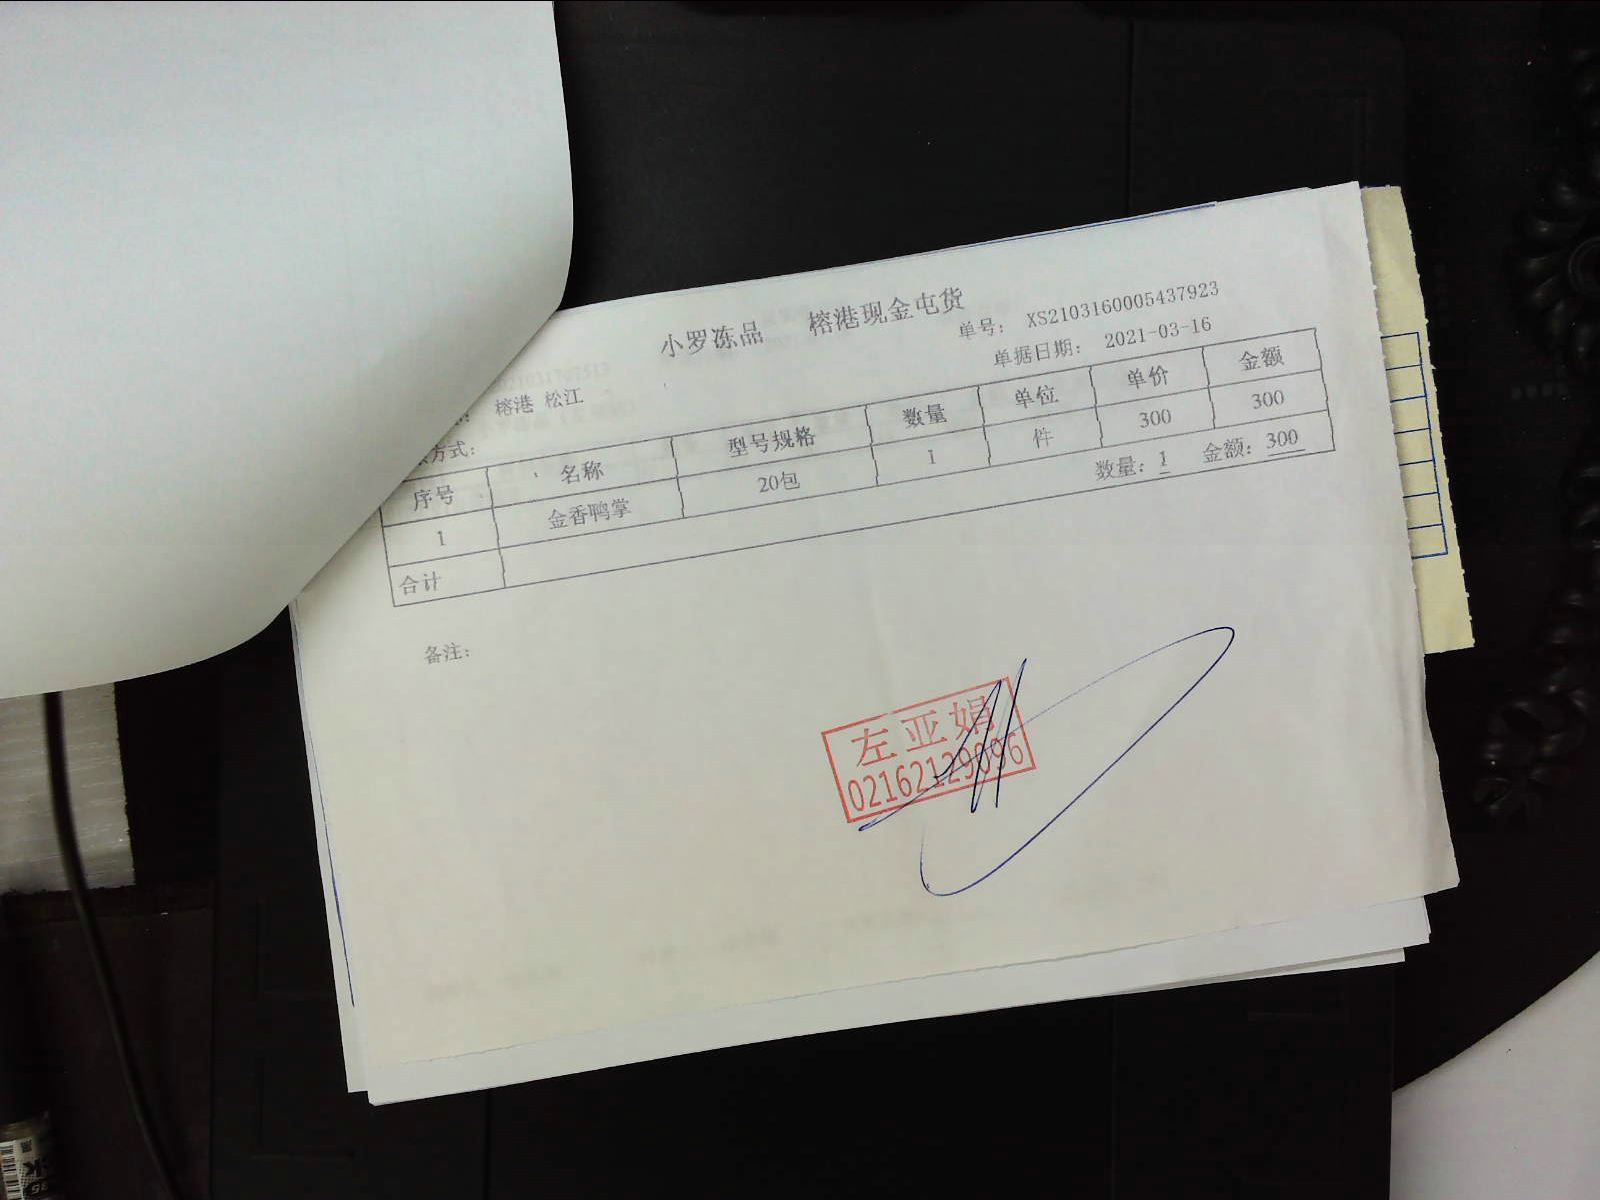 小罗冻品 榕港现金屯货
单号: XS2103160005437923
榕港 松江
单据日期: 2021-03-16
方式:
序号 名称 型号规格 数量 单位 单价 金额
1 金香鸭掌 20包 1 件 300 300
合计 数量: 1 金额: 300
备注:
左亚娟
02162129096